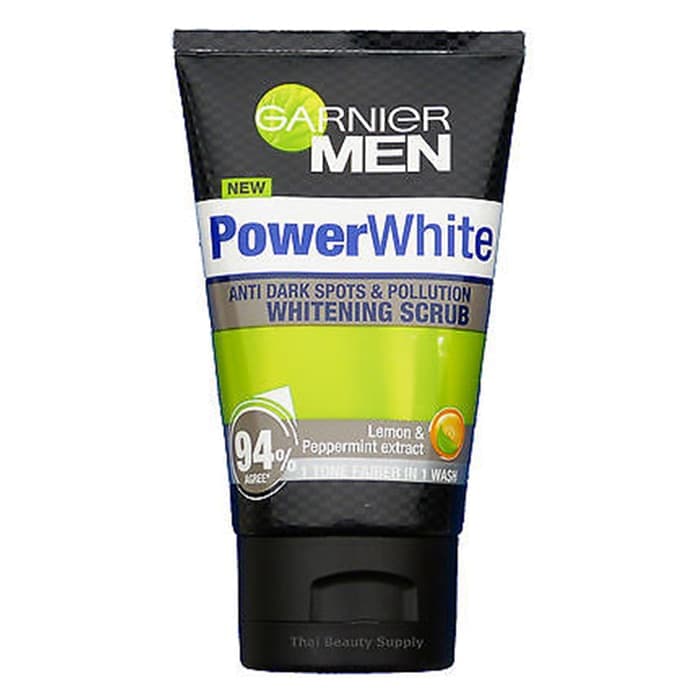 GARNIER
MEN
NEW
PowerWhite
ANTI DARK SPOTS & POLLUTION
WHITENING SCRUB
94%
AGREE*
Lemon &
Peppermint extract
1 TONE FAIRER IN 1 WASH
Thai Beauty Supply